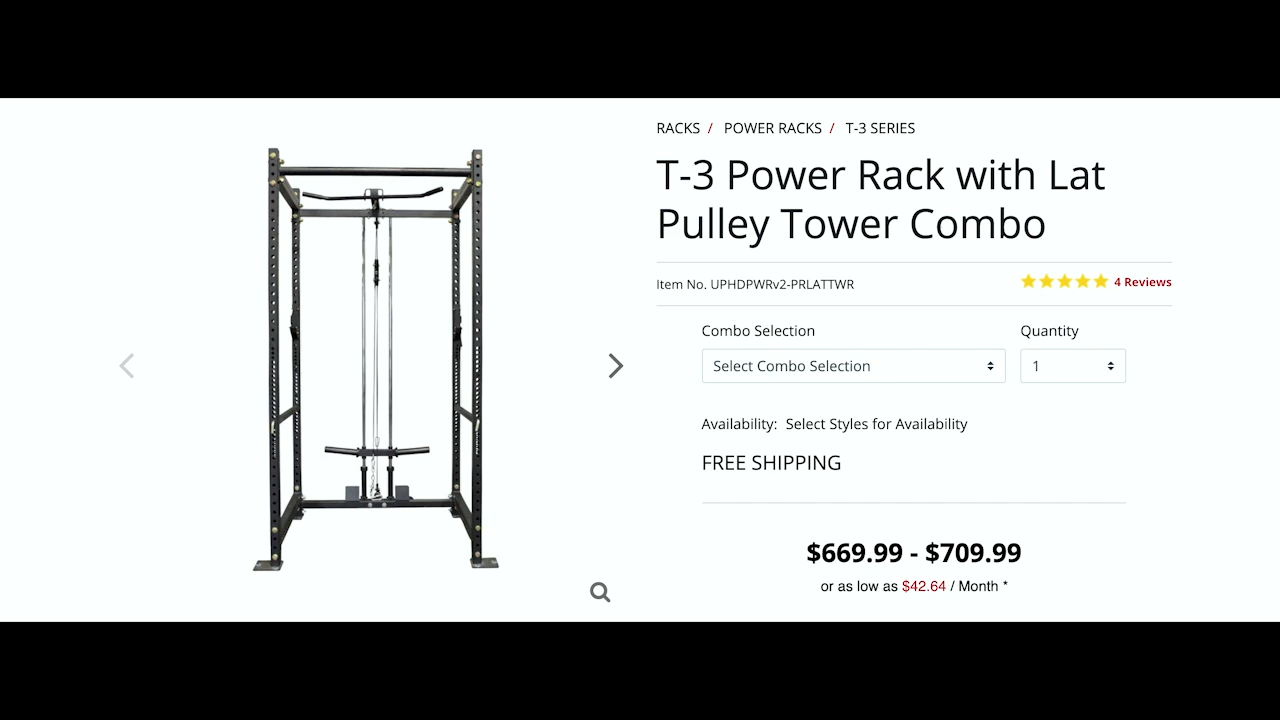 RACKS / POWER RACKS / T-3 SERIES
T-3 Power Rack with Lat
Pulley Tower Combo
Item No. UPHDPWRv2-PRLATTWR
4 Reviews
Combo Selection
Quantity
Select Combo Selection
1
Availability: Select Styles for Availability
FREE SHIPPING
$669.99 - $709.99
or as low as $42.64 / Month *